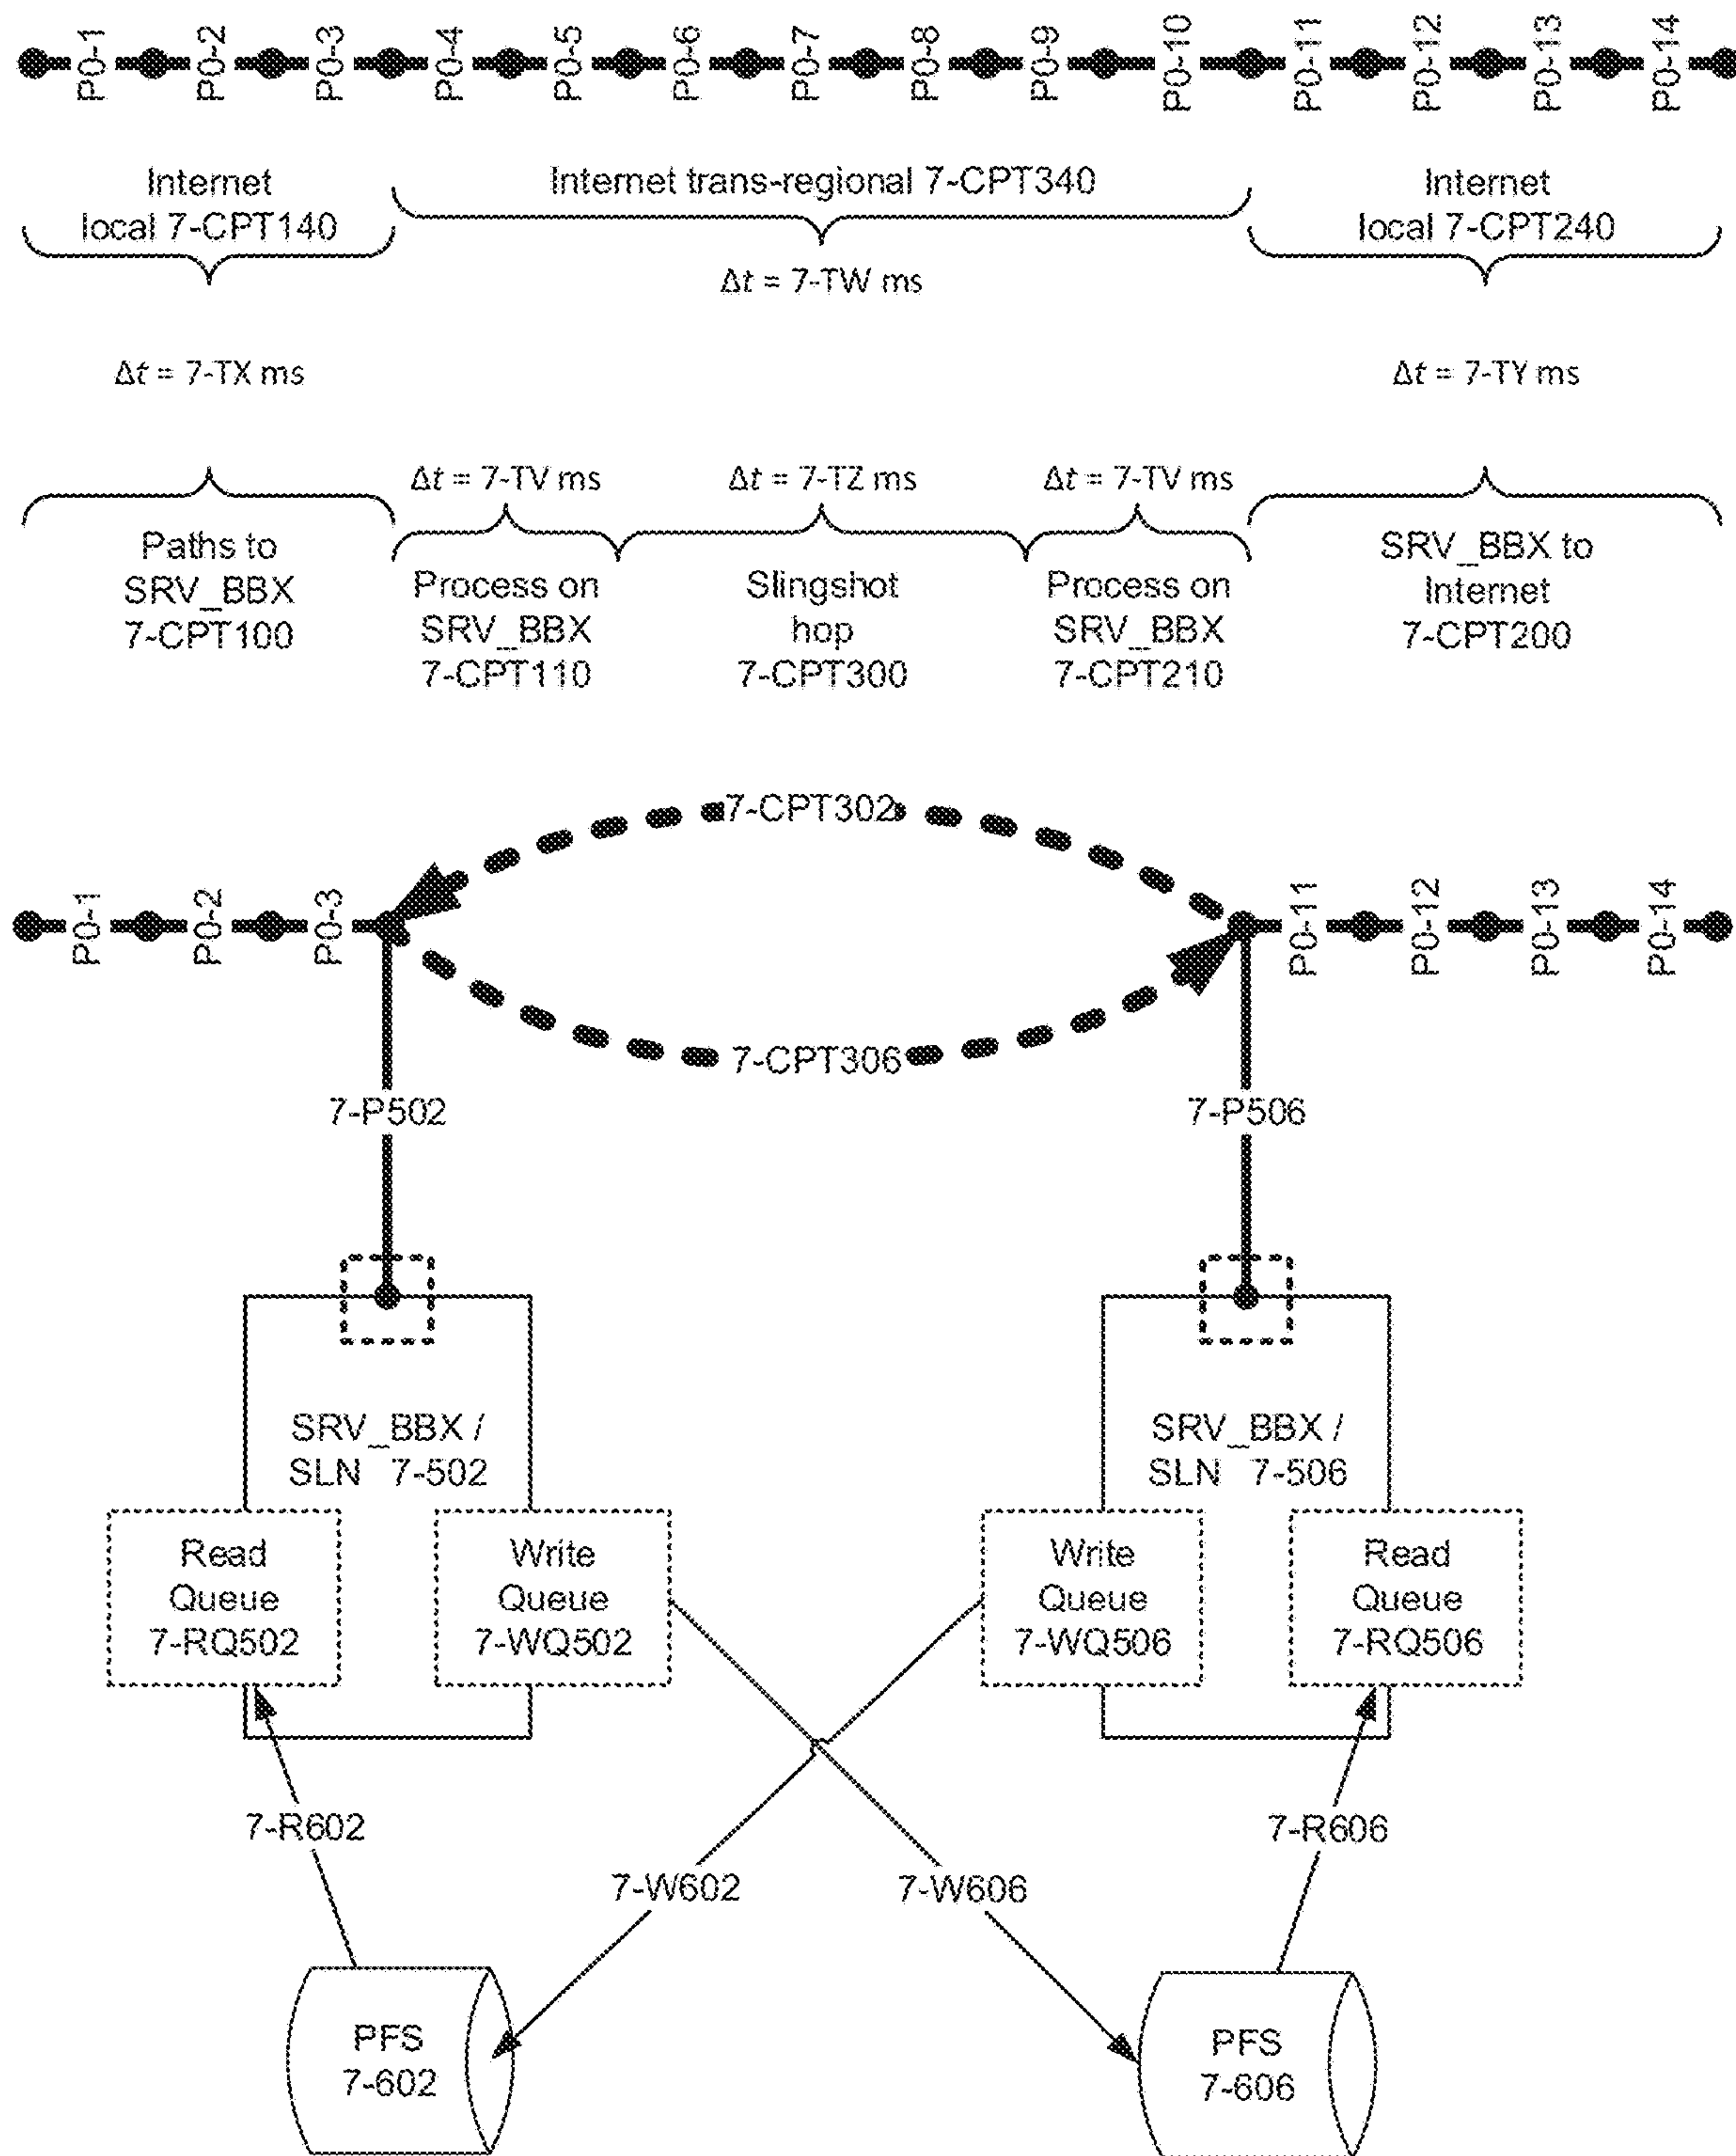 P0-1 P0-2 P0-3 P0-4 P0-5 P0-6 P0-7 P0-8 P0-9 P0-10 P0-11 P0-12 P0-13 P0-14
Internet
local 7-CPT140
Internet trans-regional 7-CPT340
Internet
local 7-CPT240
Δt = 7-TW ms
Δt = 7-TX ms
Δt = 7-TY ms
Δt = 7-TV ms
Δt = 7-TZ ms
Δt = 7-TV ms
Paths to
SRV_BBX
7-CPT100
Process on
SRV_BBX
7-CPT110
Slingshot
hop
7-CPT300
Process on
SRV_BBX
7-CPT210
SRV_BBX to
Internet
7-CPT200
7-CPT302
P0-1 P0-2 P0-3 P0-11 P0-12 P0-13 P0-14
7-CPT306
7-P502
7-P506
SRV_BBX /
SLN 7-502
SRV_BBX /
SLN 7-506
Read
Queue
7-RQ502
Write
Queue
7-WQ502
Write
Queue
7-WQ506
Read
Queue
7-RQ506
7-R602
7-R606
7-W602
7-W606
PFS
7-602
PFS
7-606